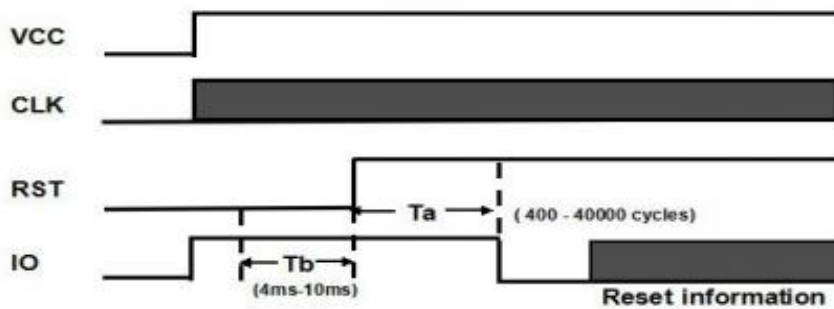 VCC
CLK
RST
Ta
( 400 - 40000 cycles)
IO
Tb
(4ms-10ms)
Reset information